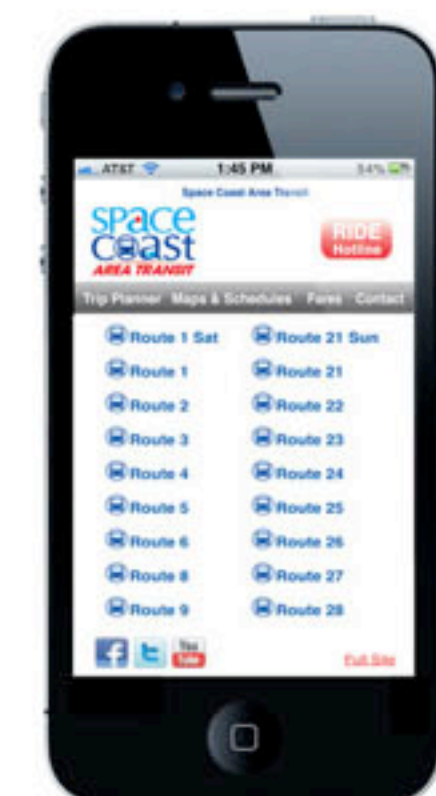 AT&T 1:45 PM 54%
Space Coast Area Transit
SPace
COast
AREA TRANSIT
RIDE
Hotline
Trip Planner Maps & Schedules Fares Contact
Route 1 Sat Route 21 Sun
Route 1 Route 21
Route 2 Route 22
Route 3 Route 23
Route 4 Route 24
Route 5 Route 25
Route 6 Route 26
Route 8 Route 27
Route 9 Route 28
f t You Tube
Full Site